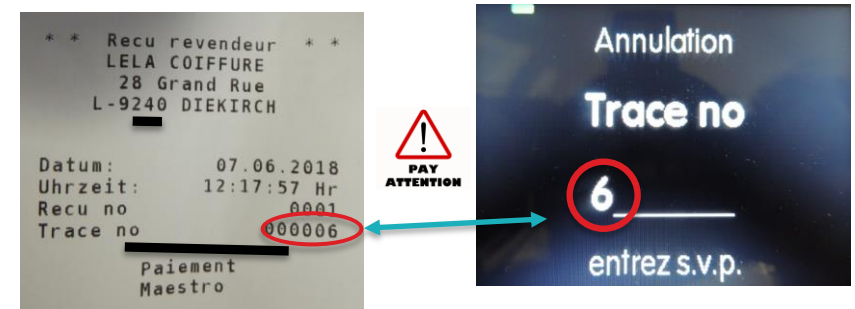 * * Recu revendeur * *
LELA COIFFURE
28 Grand Rue
L-9240 DIEKIRCH
Datum: 07.06.2018
Uhrzeit: 12:17:57 Hr
Recu no 0001
Trace no 000006
Paiement
Maestro
PAY
ATTENTION
Annulation
Trace no
6______
entrez s.v.p.